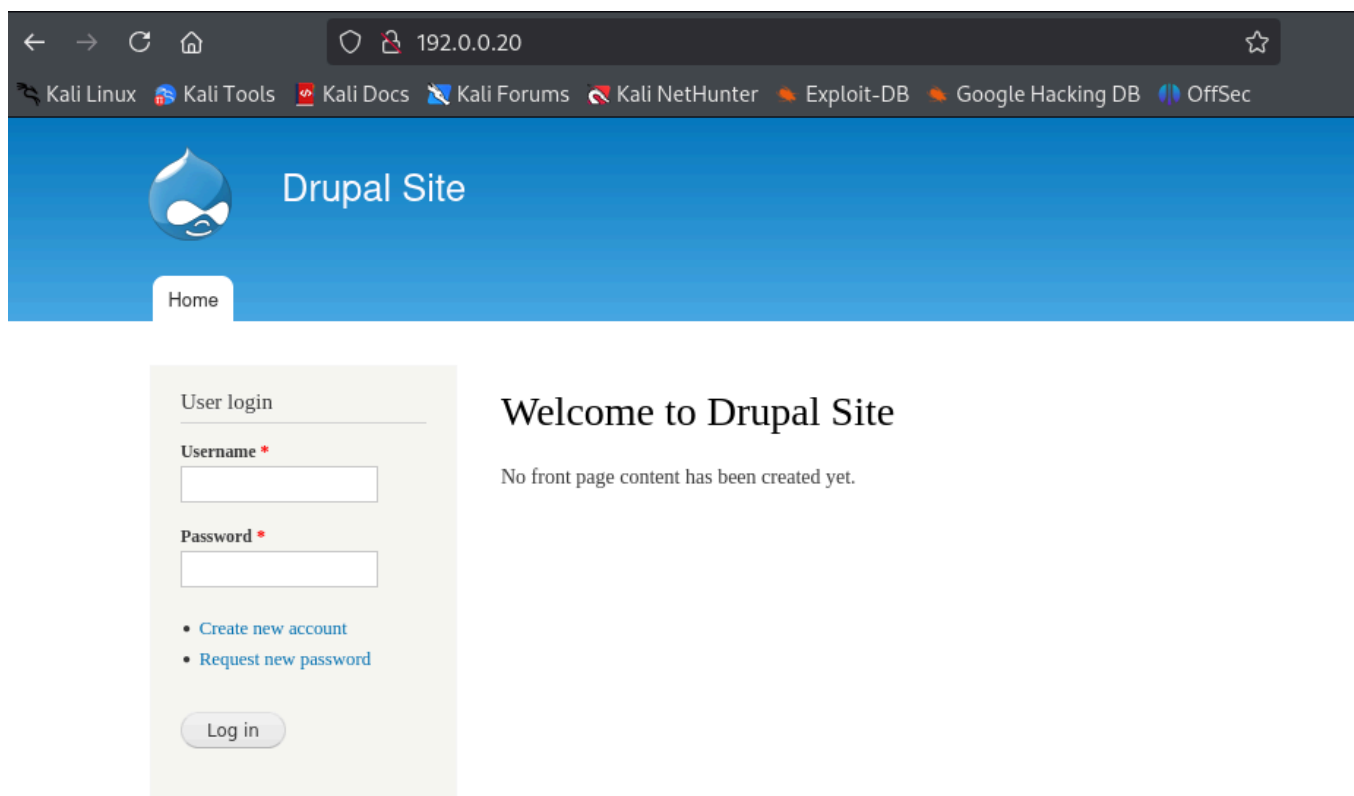 192.0.0.20
Kali Linux Kali Tools Kali Docs Kali Forums Kali NetHunter Exploit-DB Google Hacking DB OffSec
Drupal Site
Home
User login
Username *
Password *
Create new account
Request new password
Log in
Welcome to Drupal Site
No front page content has been created yet.